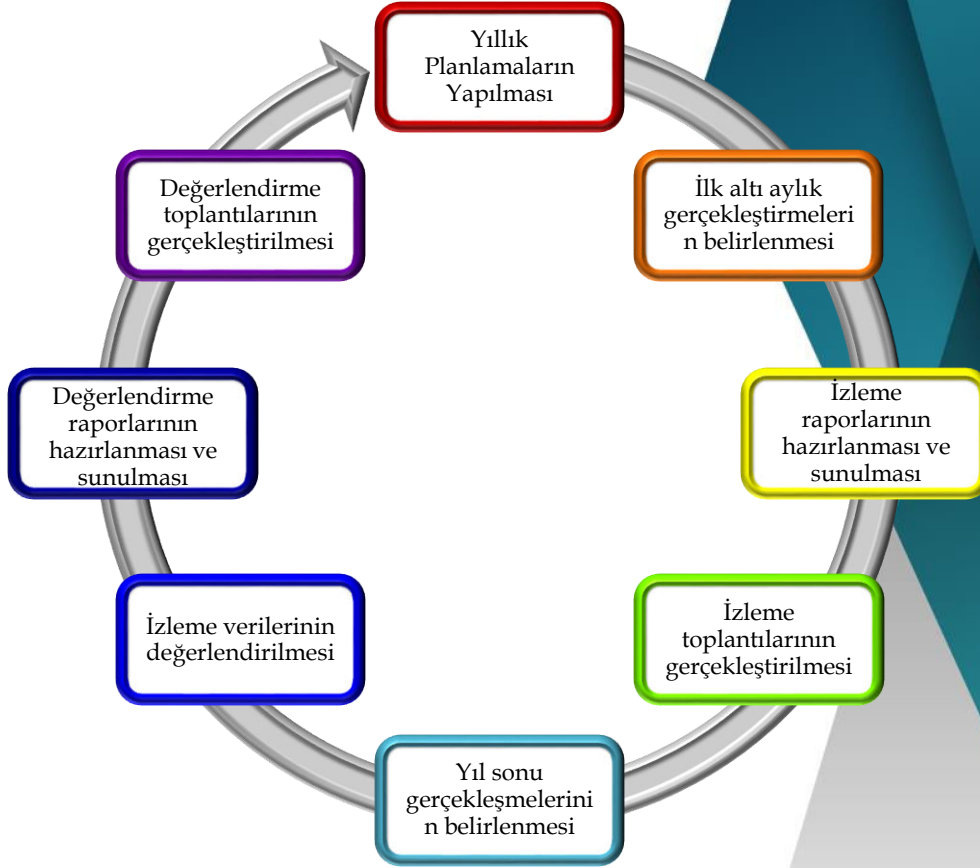 Yıllık
Planlamaların
Yapılması
İlk altı aylık
gerçekleştirmeleri
n belirlenmesi
İzleme
raporlarının
hazırlanması ve
sunulması
İzleme
toplantılarının
gerçekleştirilmesi
Yıl sonu
gerçekleşmelerini
n belirlenmesi
İzleme verilerinin
değerlendirilmesi
Değerlendirme
raporlarının
hazırlanması ve
sunulması
Değerlendirme
toplantılarının
gerçekleştirilmesi